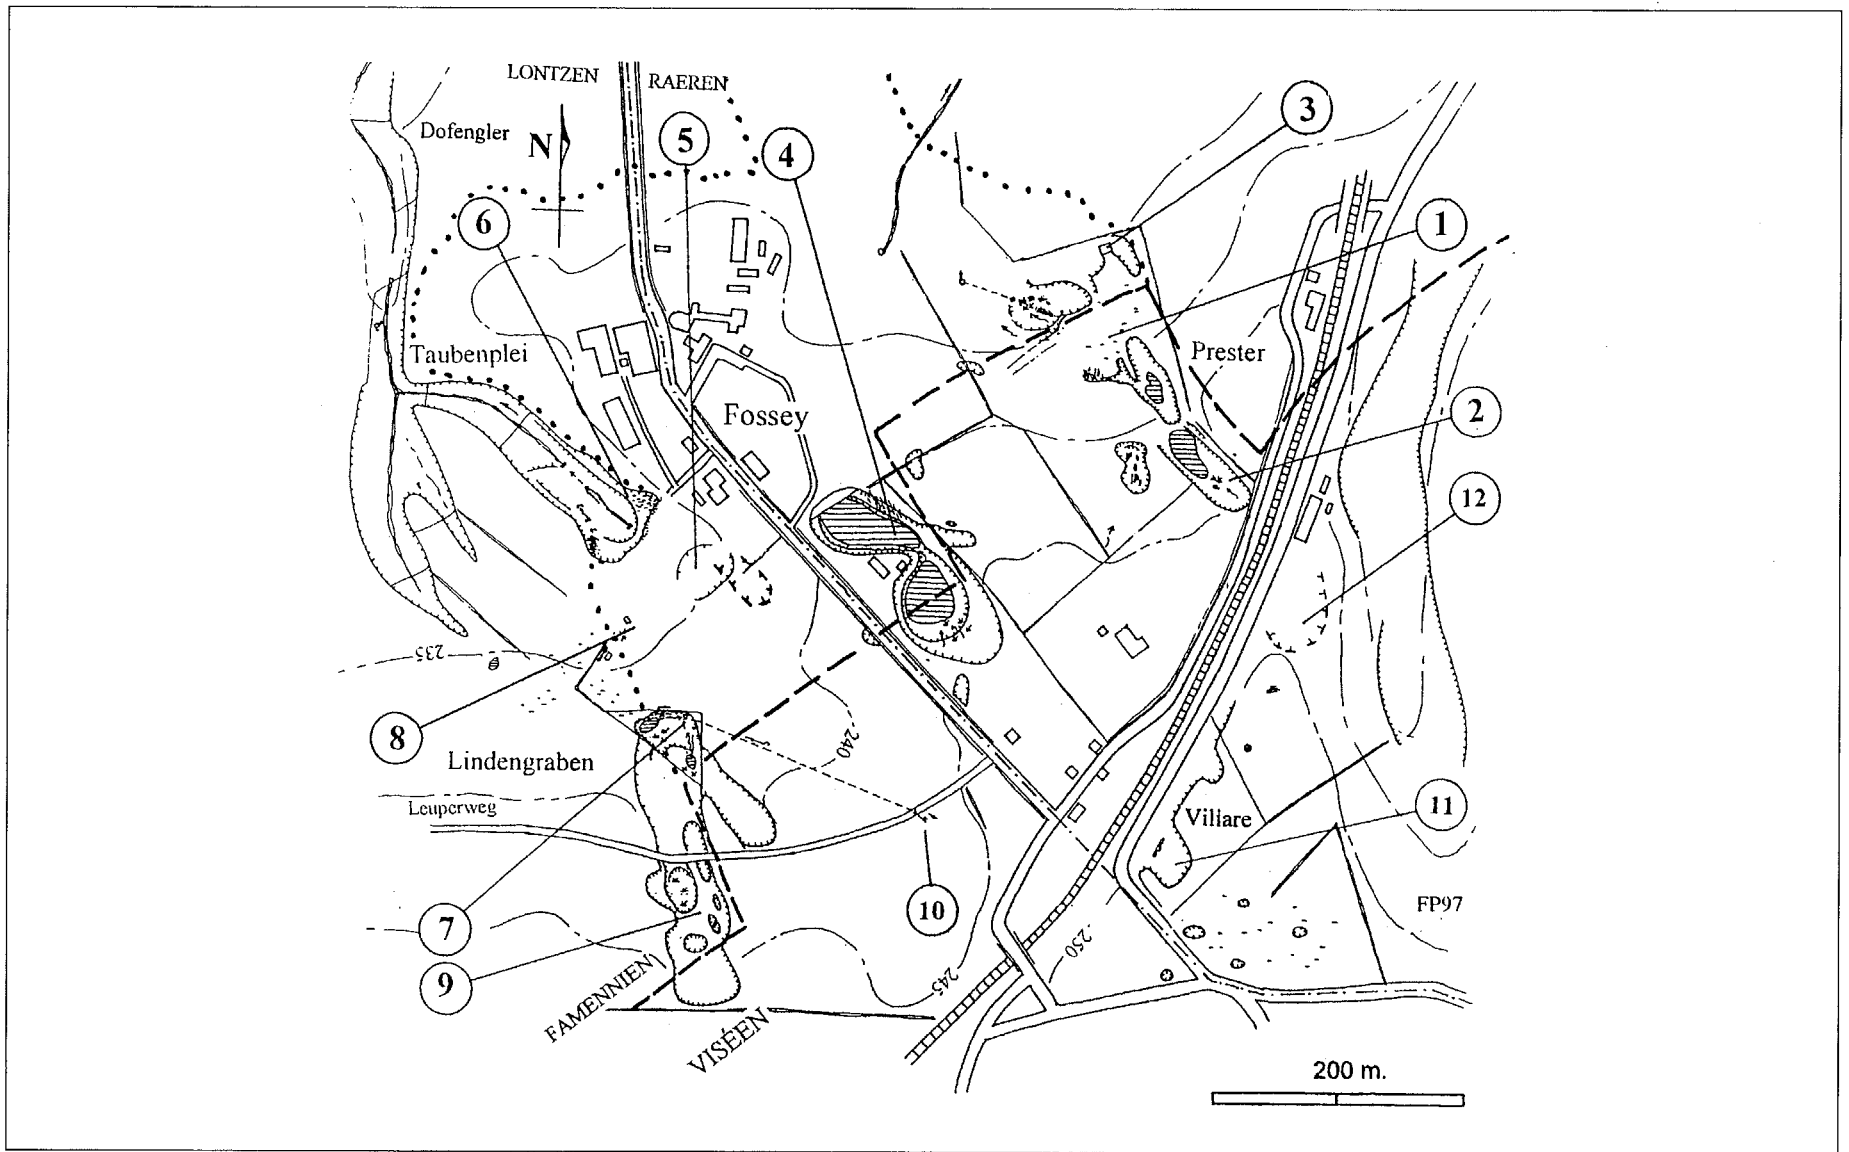 LONTZEN
RAEREN
Dofengler
N
5
4
3
6
1
Taubenplei
Prester
Fossey
2
12
235
8
240
Lindengraben
Leuperweg
Villare
11
7
10
FP97
9
250
245
FAMENNIEN
VISÉEN
200 m.